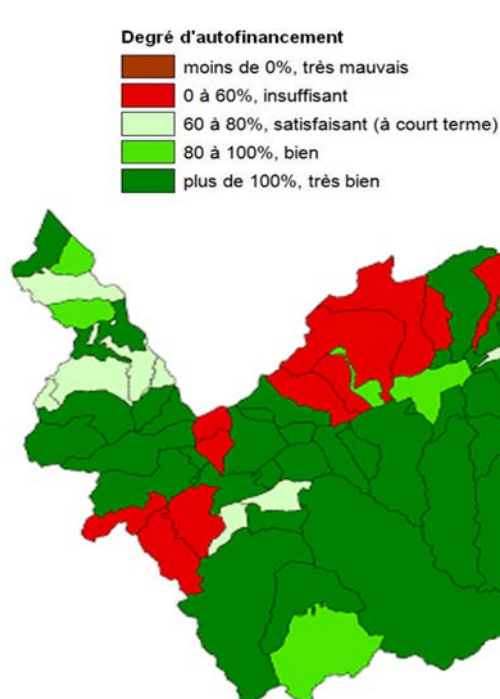 Degré d'autofinancement
moins de 0%, très mauvais
0 à 60%, insuffisant
60 à 80%, satisfaisant (à court terme)
80 à 100%, bien
plus de 100%, très bien